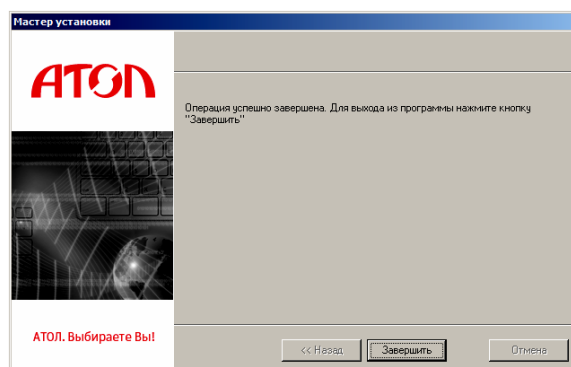 Мастер установки
АТОЛ
Операция успешно завершена. Для выхода из программы нажмите кнопку
"Завершить"
АТОЛ. Выбираете Вы!
<< Назад
Завершить
Отмена